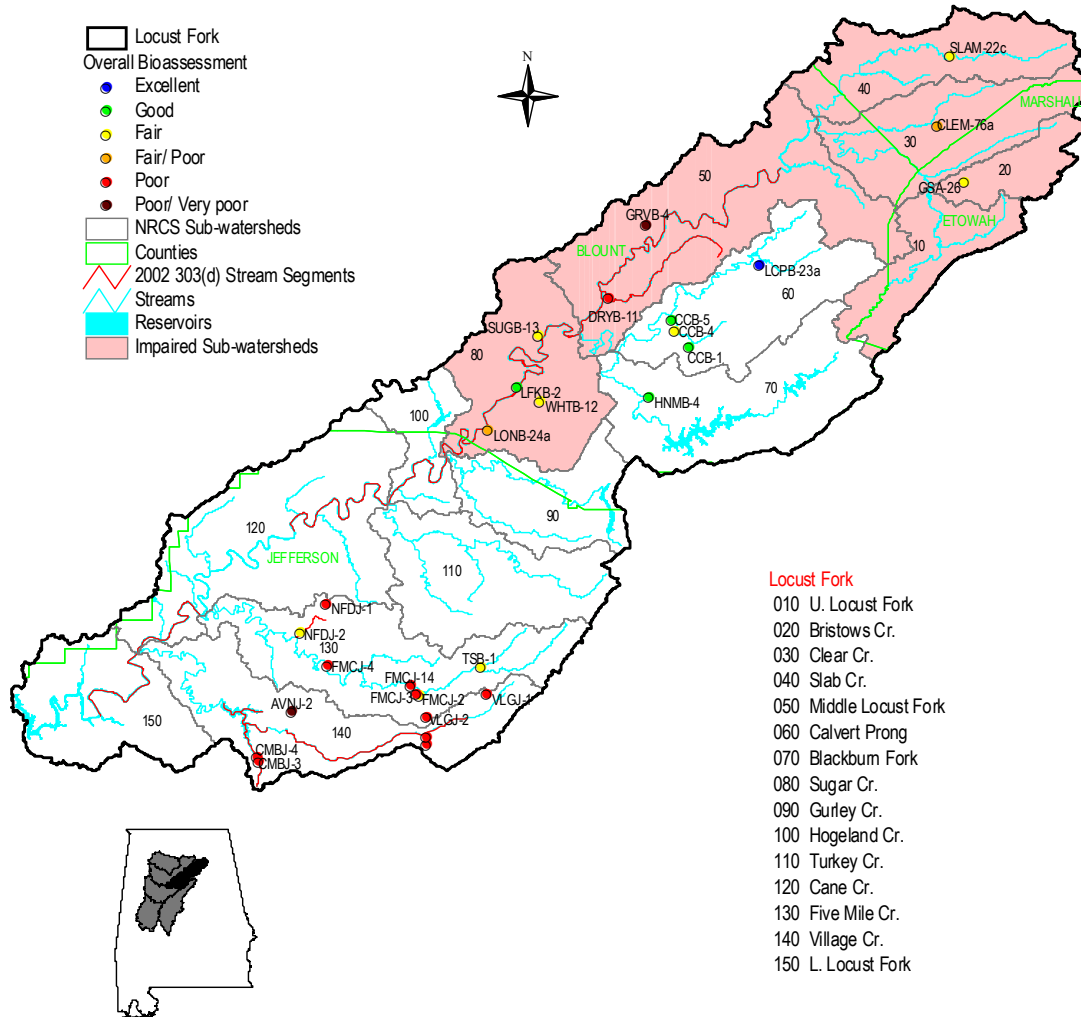 Locust Fork
Overall Bioassessment
Excellent
Good
Fair
Fair/ Poor
Poor
Poor/ Very poor
NRCS Sub-watersheds
Counties
2002 303(d) Stream Segments
Streams
Reservoirs
Impaired Sub-watersheds
N
SLAM-22c
40
MARSHALL
CLEM-76a
30
20
GSA-26
50
ETOWAH
GRVB-4
10
BLOUNT
LCPB-23a
60
DRYB-11
CCB-5
CCB-4
SUGB-13
CCB-1
80
LFKB-2
HNMB-4
70
WHTB-12
100
LONB-24a
90
120
JEFFERSON
110
NFDJ-1
NFDJ-2
130
FMCJ-4
TSB-1
FMCJ-14
FMCJ-3
FMCJ-2
VLGJ-1
AVNJ-2
VLGJ-2
150
140
CMBJ-4
CMBJ-3
Locust Fork
010 U. Locust Fork
020 Bristows Cr.
030 Clear Cr.
040 Slab Cr.
050 Middle Locust Fork
060 Calvert Prong
070 Blackburn Fork
080 Sugar Cr.
090 Gurley Cr.
100 Hogeland Cr.
110 Turkey Cr.
120 Cane Cr.
130 Five Mile Cr.
140 Village Cr.
150 L. Locust Fork